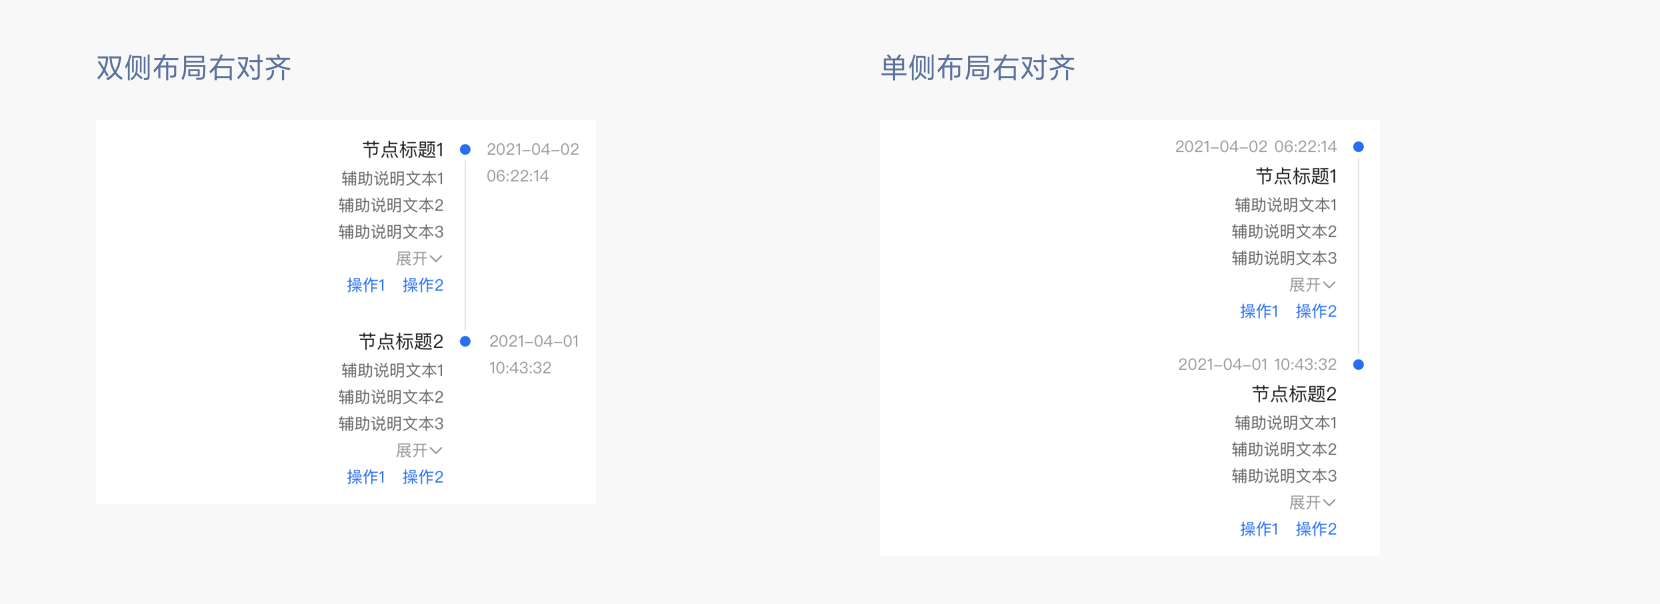 双侧布局右对齐
节点标题1
2021-04-02
06:22:14
辅助说明文本1
辅助说明文本2
辅助说明文本3
展开
操作1 操作2
节点标题2
2021-04-01
10:43:32
辅助说明文本1
辅助说明文本2
辅助说明文本3
展开
操作1 操作2
单侧布局右对齐
2021-04-02 06:22:14
节点标题1
辅助说明文本1
辅助说明文本2
辅助说明文本3
展开
操作1 操作2
2021-04-01 10:43:32
节点标题2
辅助说明文本1
辅助说明文本2
辅助说明文本3
展开
操作1 操作2